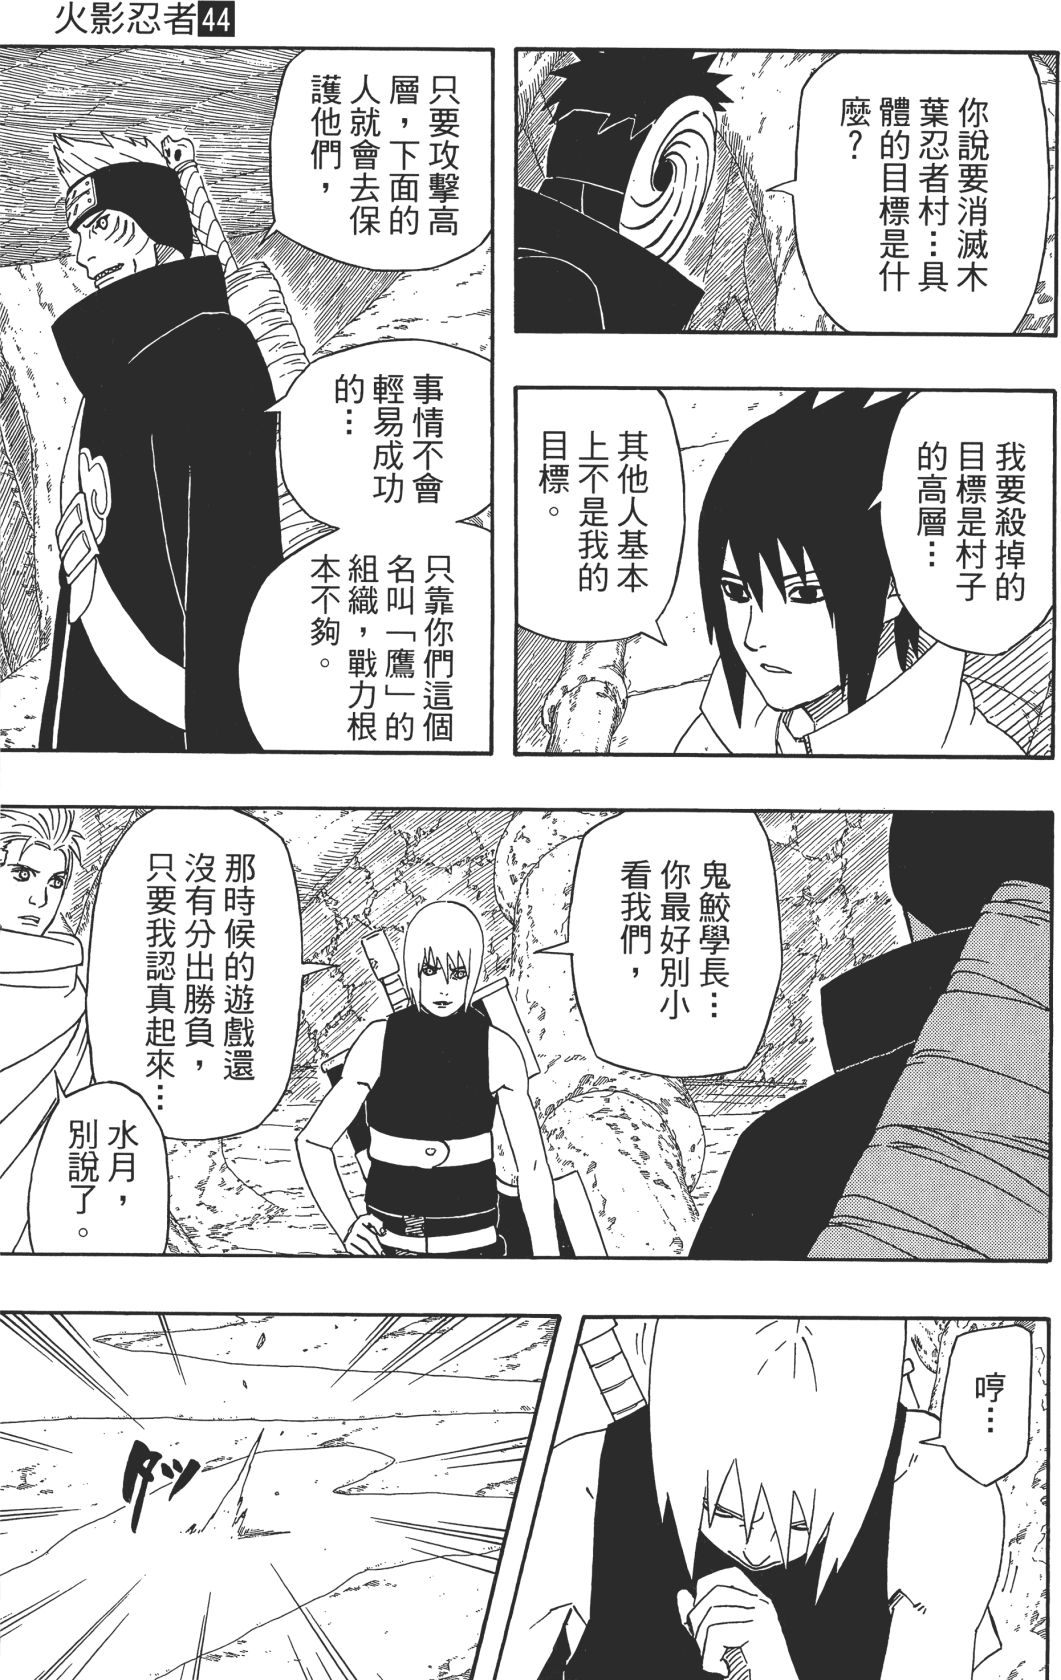 火影忍者44
你說要消滅木
葉忍者村…具
體的目標是什
麼？
我要殺掉的
目標是村子
的高層…
其他人基本
上不是我的
目標。
只要攻擊高
層，下面的
人就會去保
護他們，
事情不會
輕易成功
的…
只靠你們這個
名叫「鷹」的
組織，戰力根
本不夠。
鬼鮫學長…
你最好別小
看我們，
那時候的遊戲還
沒有分出勝負，
只要我認真起來…
水月，
別說了。
哼…
ダッ